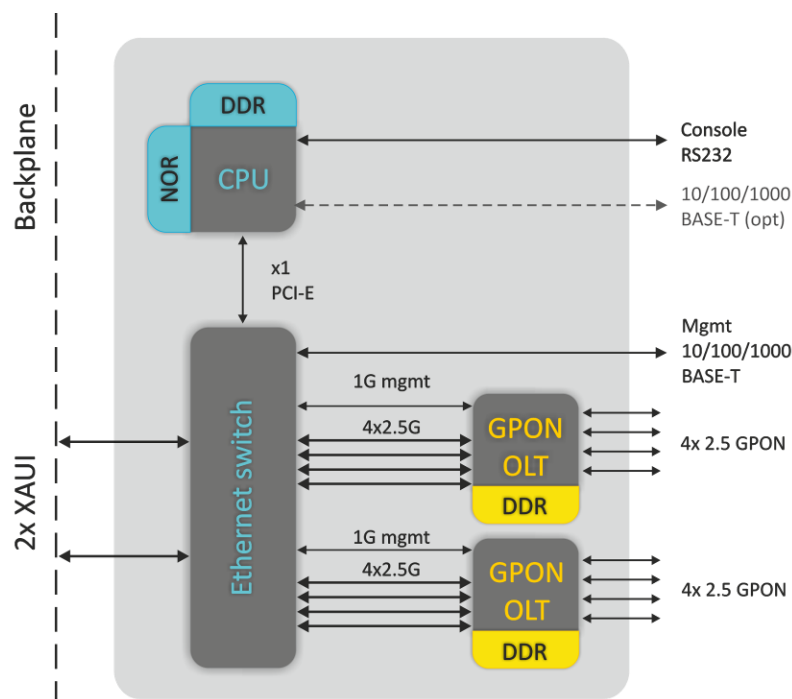 Backplane
2x XAUI
DDR
NOR
CPU
Console
RS232
10/100/1000
BASE-T (opt)
x1
PCI-E
Ethernet switch
Mgmt
10/100/1000
BASE-T
1G mgmt
4x2.5G
GPON
OLT
DDR
4x 2.5 GPON
1G mgmt
4x2.5G
GPON
OLT
DDR
4x 2.5 GPON